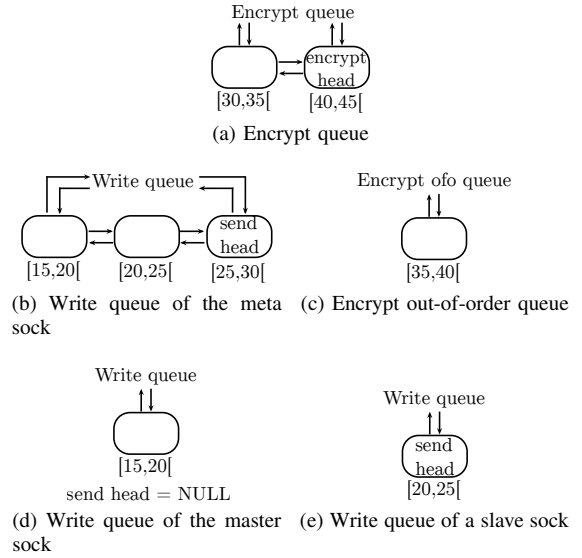 Encrypt queue
encrypt
head
[30,35[ [40,45[
(a) Encrypt queue
Write queue
send
head
[15,20[ [20,25[ [25,30[
(b) Write queue of the meta
sock
Encrypt ofo queue
[35,40[
(c) Encrypt out-of-order queue
Write queue
[15,20[
send head = NULL
(d) Write queue of the master
sock
Write queue
send
head
[20,25[
(e) Write queue of a slave sock